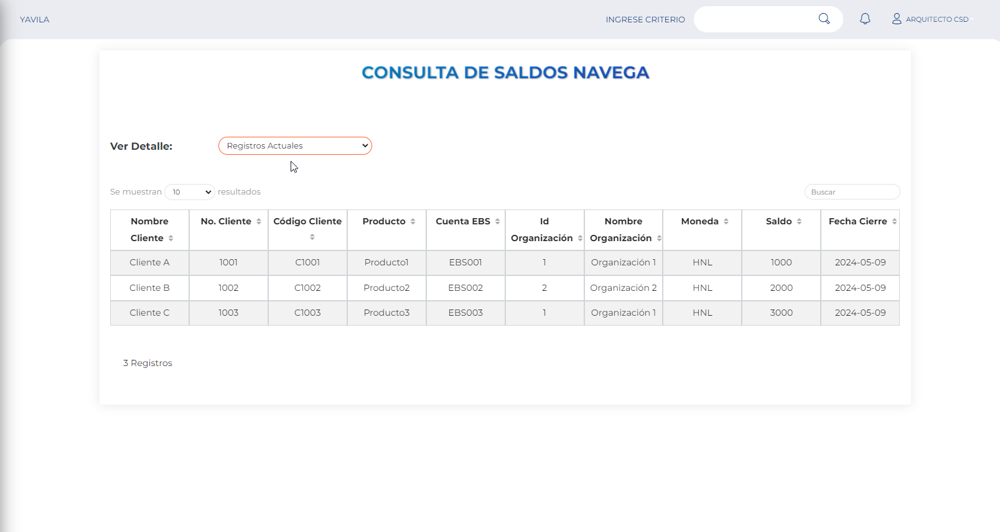 YAVILA
INGRESE CRITERIO
ARQUITECTO CSD
CONSULTA DE SALDOS NAVEGA
Ver Detalle: Registros Actuales
Se muestran 10 resultados
Buscar
Nombre Cliente No. Cliente Código Cliente Producto Cuenta EBS Id Organización Nombre Organización Moneda Saldo Fecha Cierre
Cliente A 1001 C1001 Producto1 EBS001 1 Organización 1 HNL 1000 2024-05-09
Cliente B 1002 C1002 Producto2 EBS002 2 Organización 2 HNL 2000 2024-05-09
Cliente C 1003 C1003 Producto3 EBS003 1 Organización 1 HNL 3000 2024-05-09
3 Registros